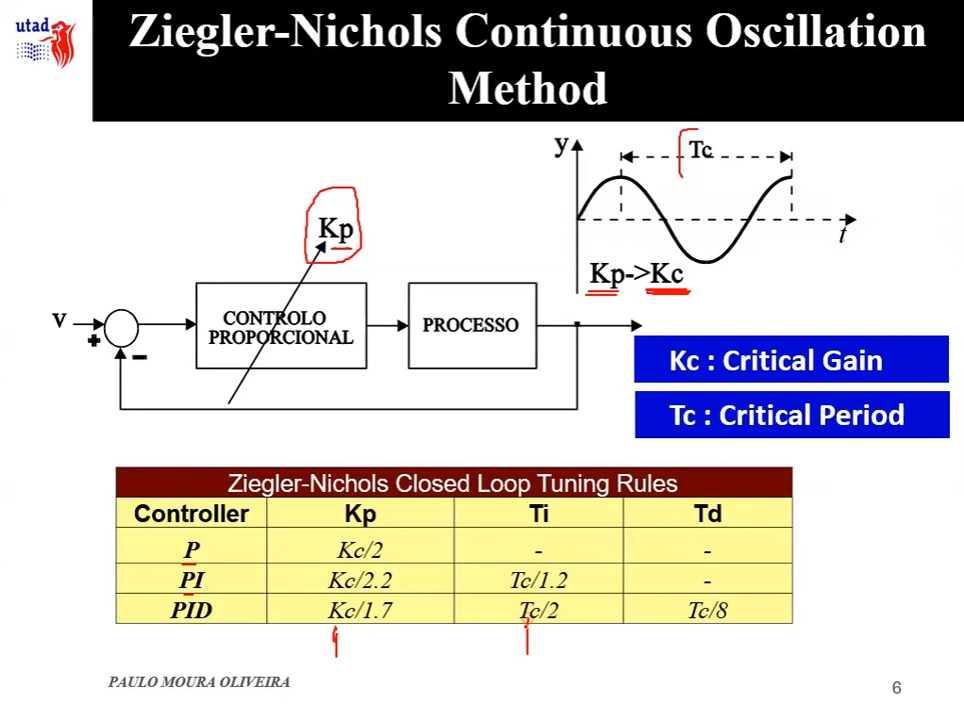 utad
Ziegler-Nichols Continuous Oscillation
Method
y
Tc
t
Kp->Kc
Kp
v
+
-
CONTROLO
PROPORCIONAL
PROCESSO
Kc : Critical Gain
Tc : Critical Period
Ziegler-Nichols Closed Loop Tuning Rules
Controller Kp Ti Td
P Kc/2 - -
PI Kc/2.2 Tc/1.2 -
PID Kc/1.7 Tc/2 Tc/8
PAULO MOURA OLIVEIRA
6